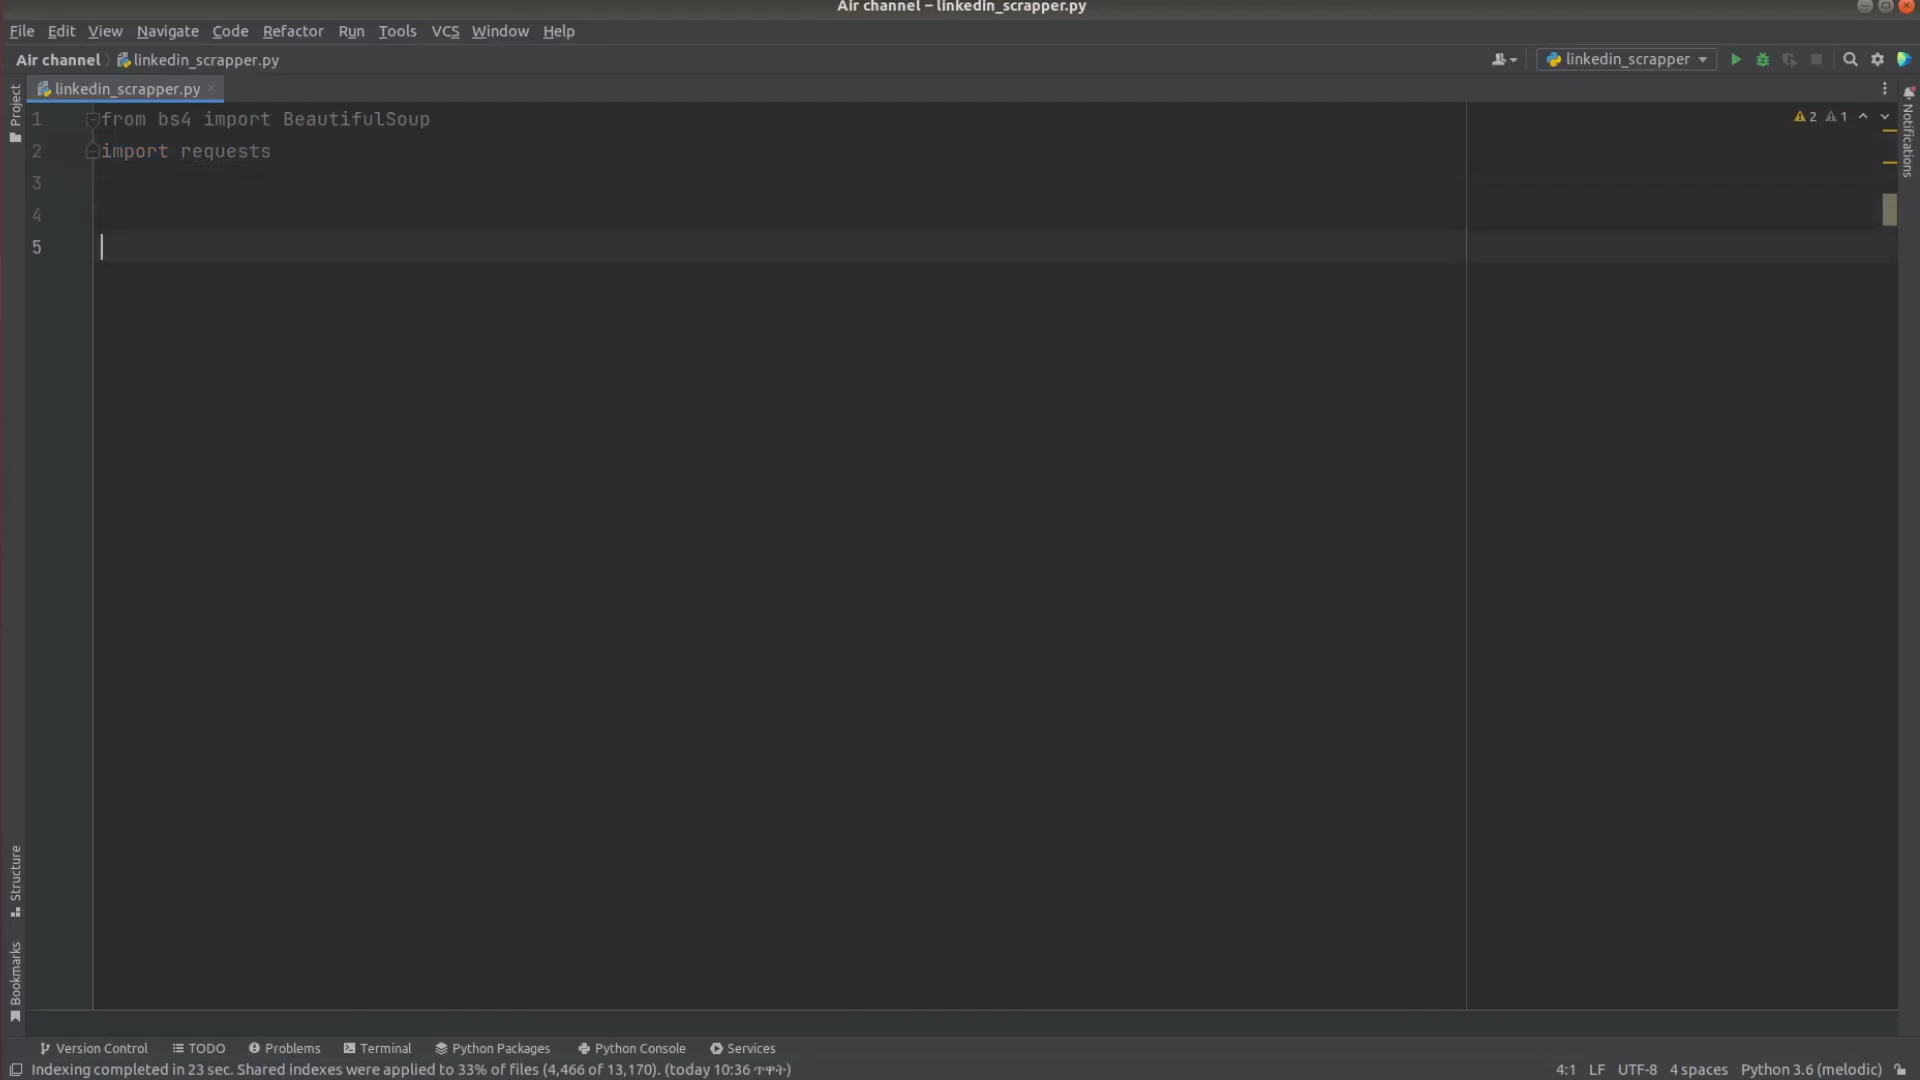 Air channel – linkedin_scrapper.py
File Edit View Navigate Code Refactor Run Tools VCS Window Help
Air channel linkedin_scrapper.py
linkedin_scrapper
linkedin_scrapper.py
Project
Notifications
2 1
1 from bs4 import BeautifulSoup
2 import requests
3
4
5
Structure
Bookmarks
Version Control TODO Problems Terminal Python Packages Python Console Services
Indexing completed in 23 sec. Shared indexes were applied to 33% of files (4,466 of 13,170). (today 10:36 ጥዋት)
4:1 LF UTF-8 4 spaces Python 3.6 (melodic)